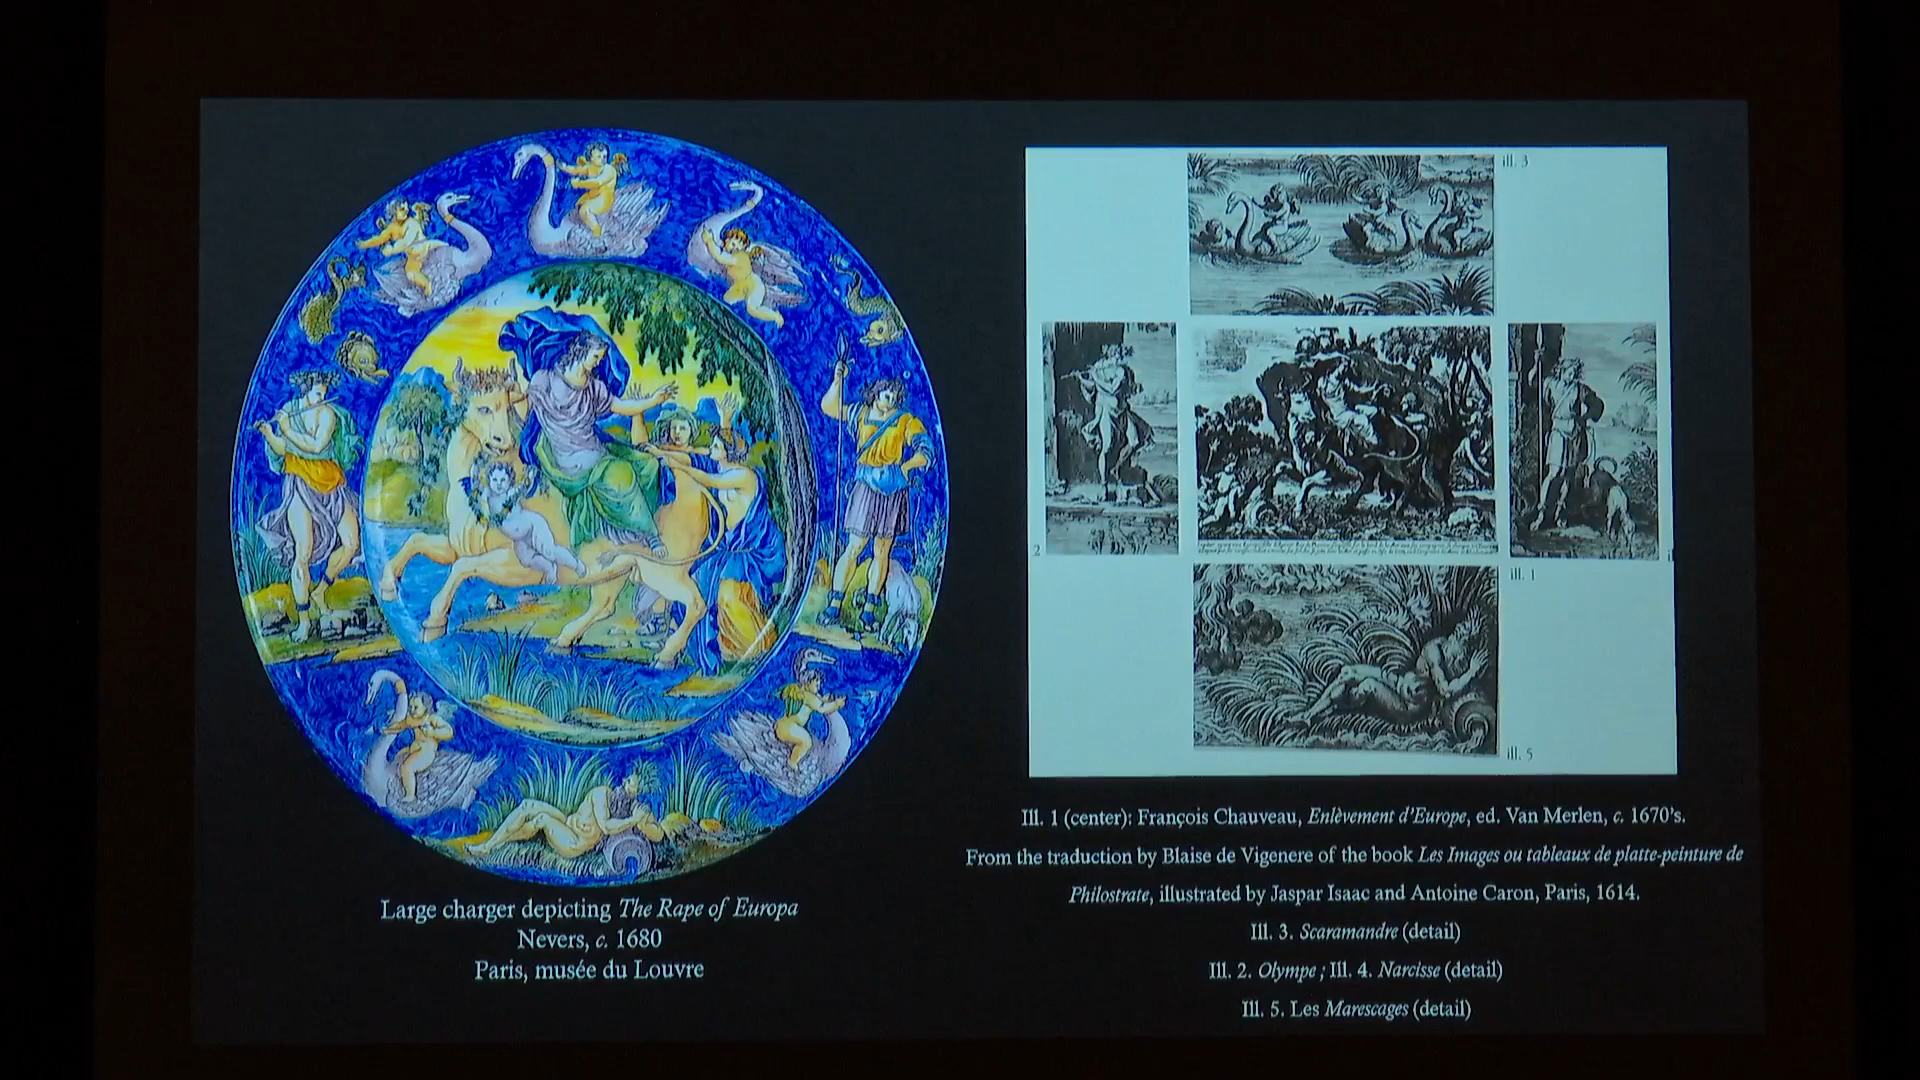 Large charger depicting The Rape of Europa
Nevers, c. 1680
Paris, musée du Louvre
ill. 3
2
ill. 1
ill. 5
Ill. 1 (center): François Chauveau, Enlèvement d'Europe, ed. Van Merlen, c. 1670's.
From the traduction by Blaise de Vigenere of the book Les Images ou tableaux de platte-peinture de
Philostrate, illustrated by Jaspar Isaac and Antoine Caron, Paris, 1614.
Ill. 3. Scaramandre (detail)
Ill. 2. Olympe ; Ill. 4. Narcisse (detail)
Ill. 5. Les Marescages (detail)